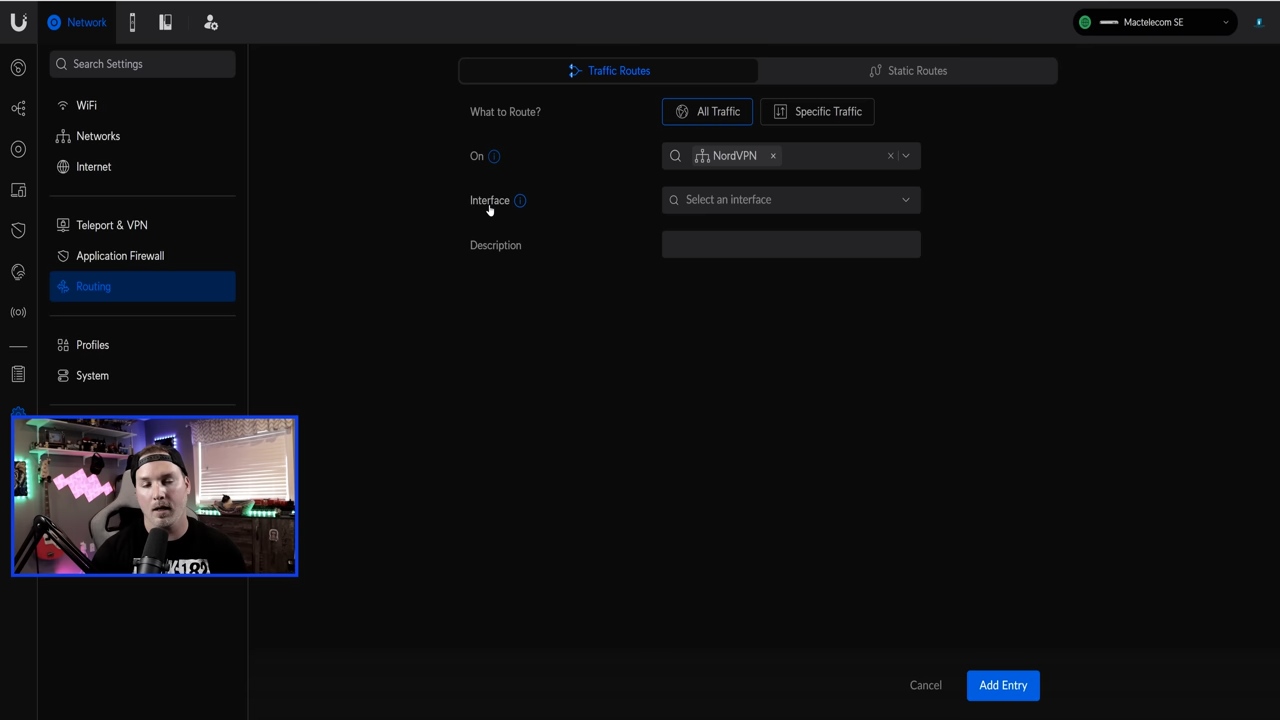 Network
Mactelecom SE
Search Settings
WiFi
Networks
Internet
Teleport & VPN
Application Firewall
Routing
Profiles
System
Traffic Routes
Static Routes
What to Route?
All Traffic
Specific Traffic
On
NordVPN
Interface
Select an interface
Description
Cancel
Add Entry
182